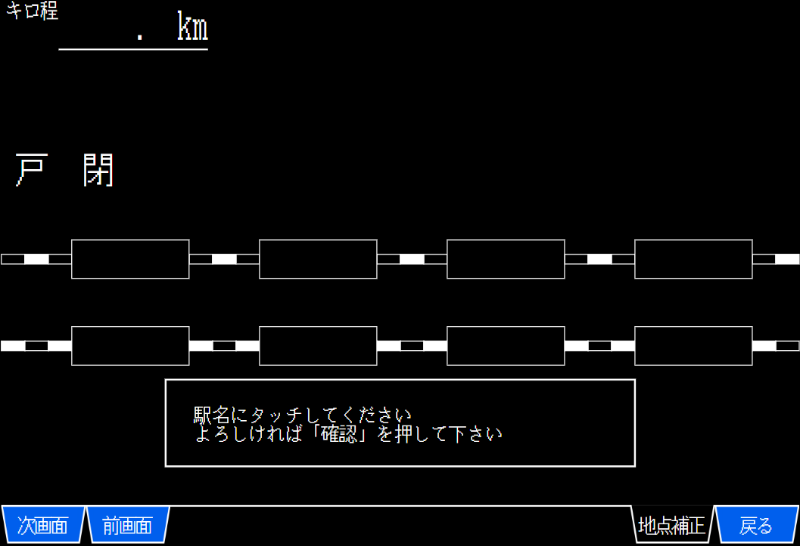 キロ程
. km
戸 閉
駅名にタッチしてください
よろしければ「確認」を押して下さい
次画面 前画面 地点補正 戻る